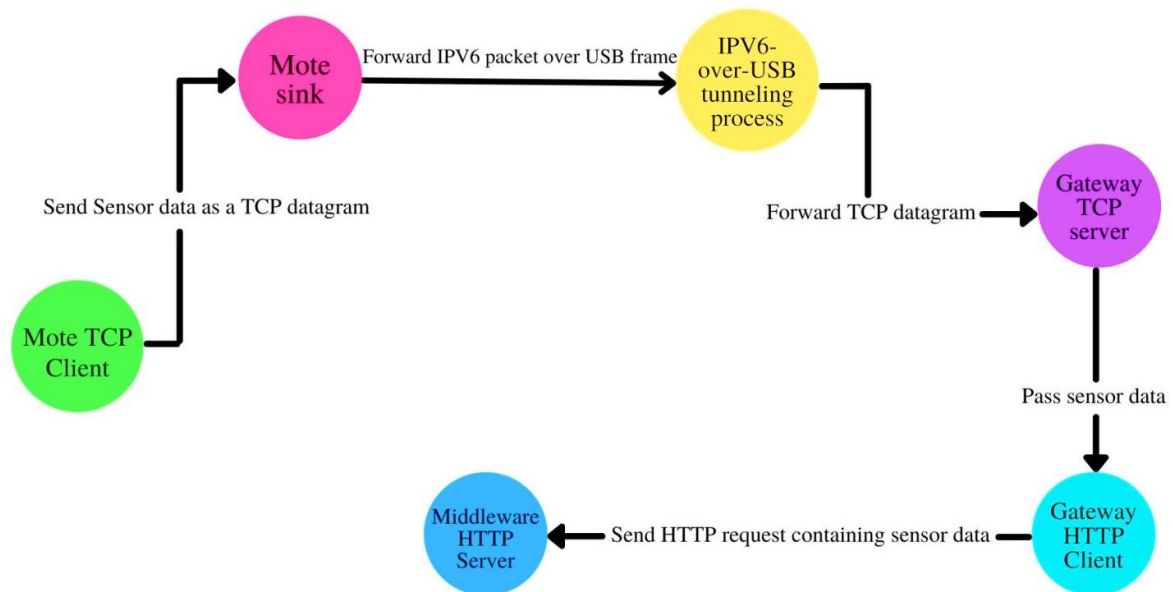 Mote
sink
Forward IPV6 packet over USB frame
IPV6-
over-USB
tunneling
process
Send Sensor data as a TCP datagram
Forward TCP datagram
Gateway
TCP
server
Mote TCP
Client
Pass sensor data
Gateway
HTTP
Client
Send HTTP request containing sensor data
Middleware
HTTP
Server